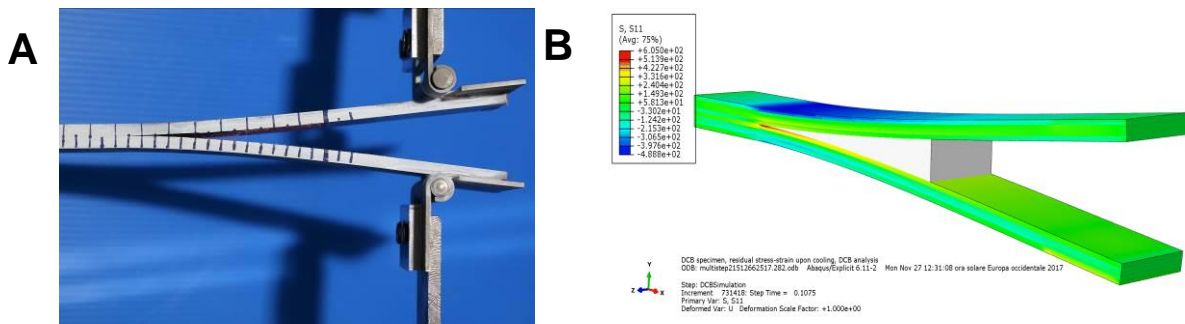 A
B
S, S11
(Avg: 75%)
+6.050e+02
+5.139e+02
+4.227e+02
+3.316e+02
+2.404e+02
+1.493e+02
+5.813e+01
-3.302e+01
-1.242e+02
-2.153e+02
-3.065e+02
-3.976e+02
-4.888e+02
DCB specimen, residual stress-strain upon cooling, DCB analysis
ODB: multistep21512662517.282.odb Abaqus/Explicit 6.11-2 Mon Nov 27 12:31:08 ora solare Europa occidentale 2017
Y
Z
X
Step: DCBSimulation
Increment 731418: Step Time = 0.1075
Primary Var: S, S11
Deformed Var: U Deformation Scale Factor: +1.000e+00